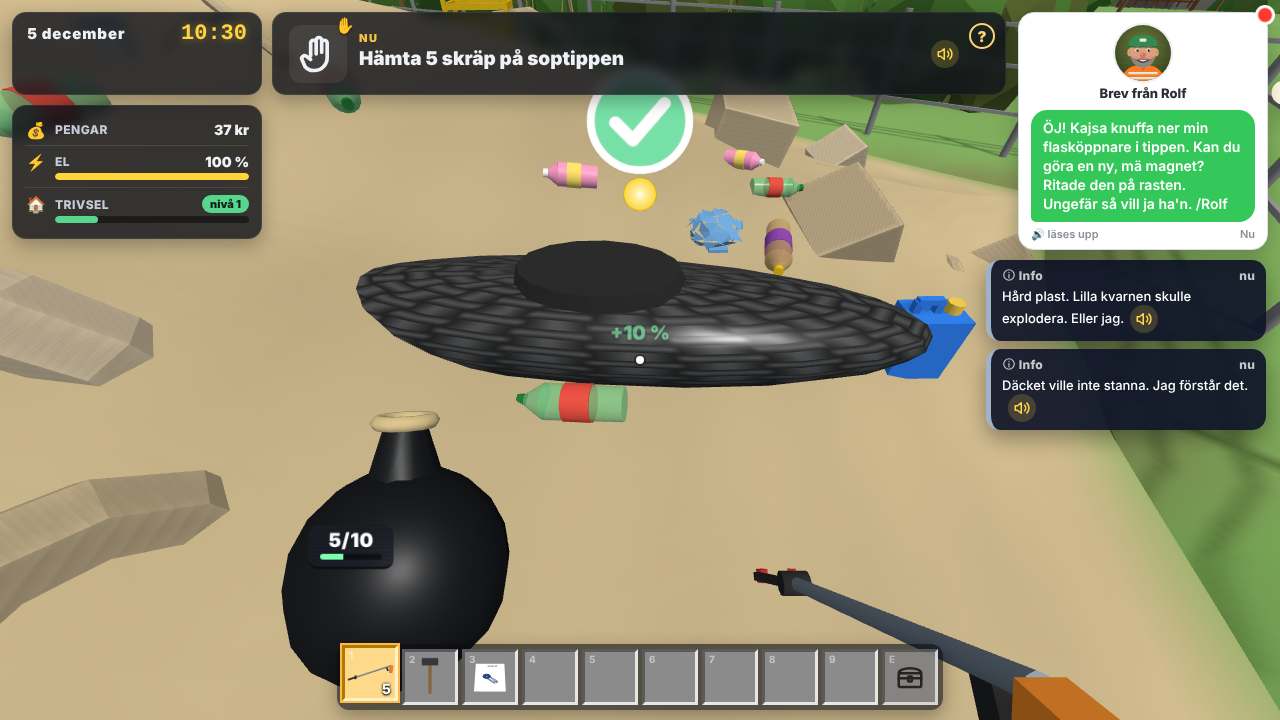 5 december
10:30
PENGAR
37 kr
EL
100 %
TRIVSEL
nivå 1
NU
Hämta 5 skräp på soptippen
?
Brev från Rolf
ÖJ! Kajsa knuffa ner min
flasköppnare i tippen. Kan du
göra en ny, mä magnet?
Ritade den på rasten.
Ungefär så vill ja ha'n. /Rolf
läses upp
Nu
Info
nu
Hård plast. Lilla kvarnen skulle
explodera. Eller jag.
Info
nu
Däcket ville inte stanna. Jag förstår det.
+10 %
5/10
1
5
2
3
4
5
6
7
8
9
E